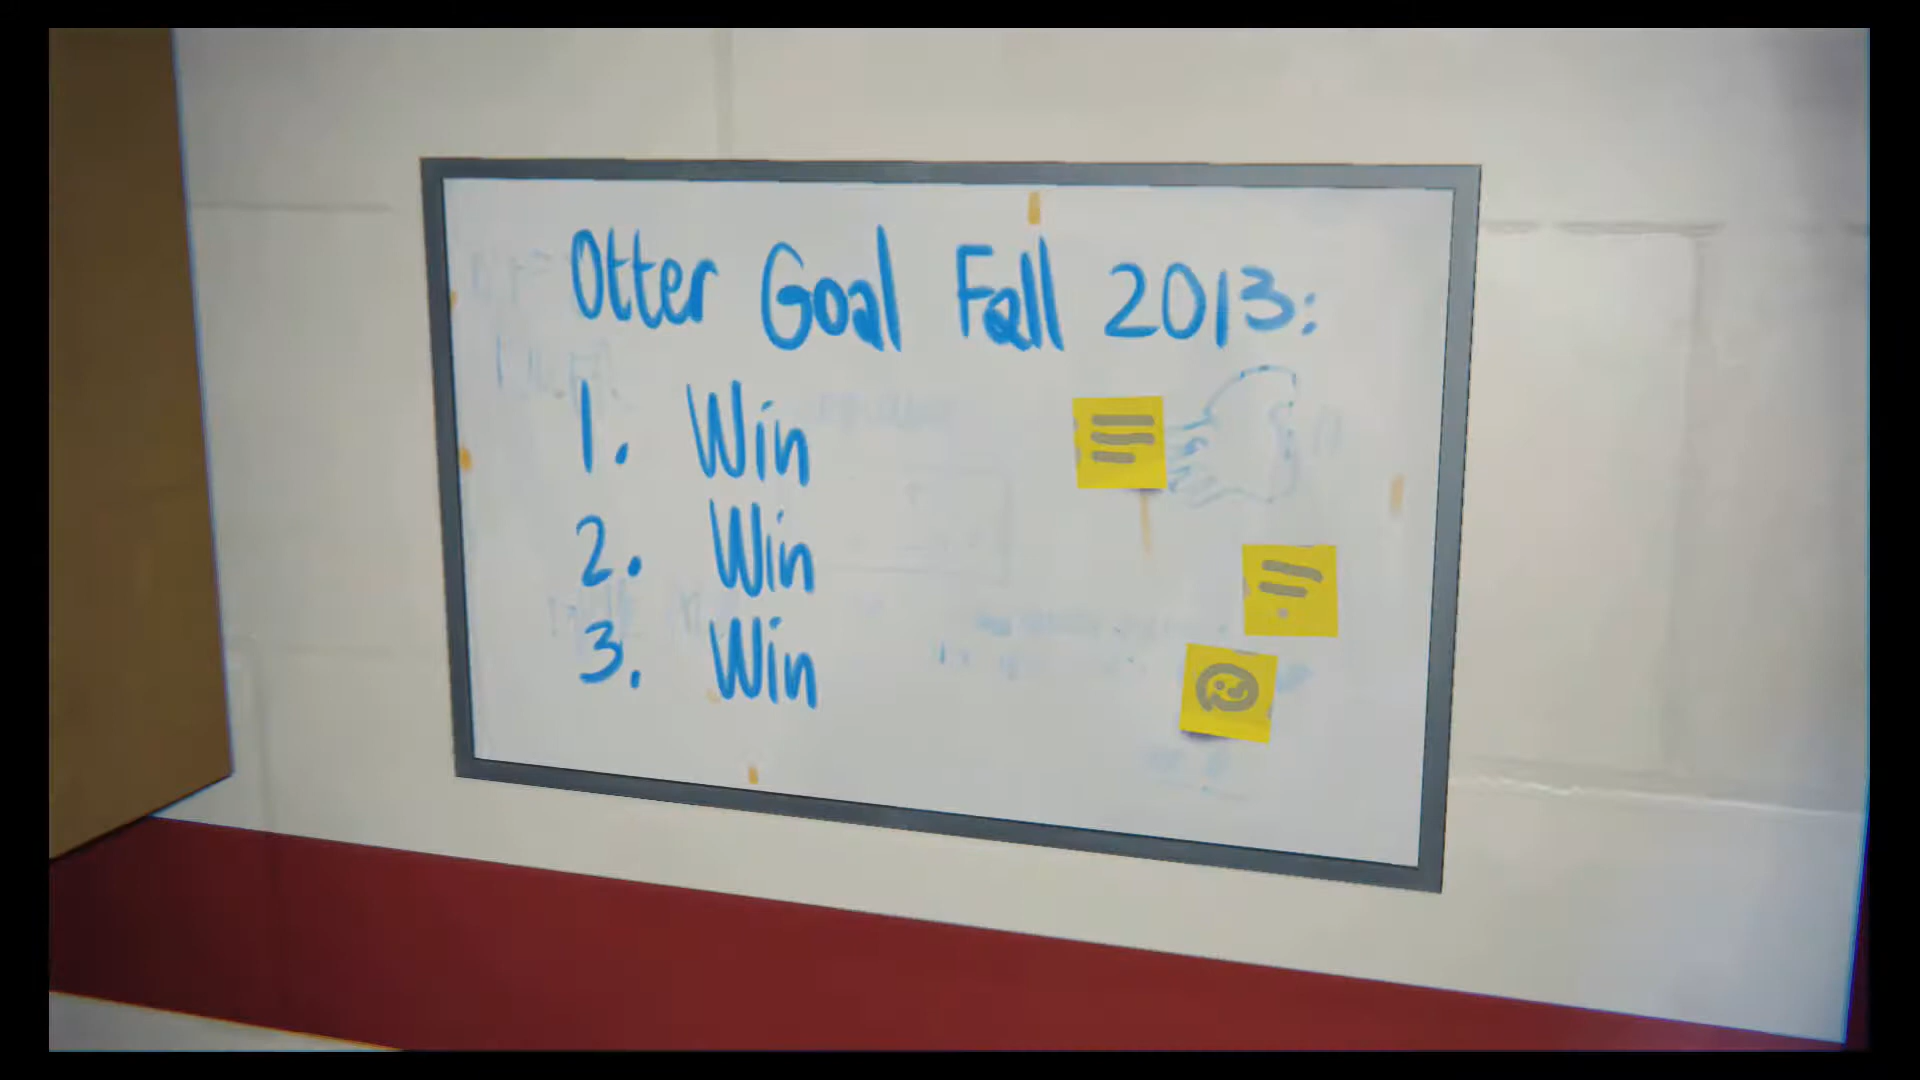 Otter Goal Fall 2013:
1. Win
2. Win
3. Win